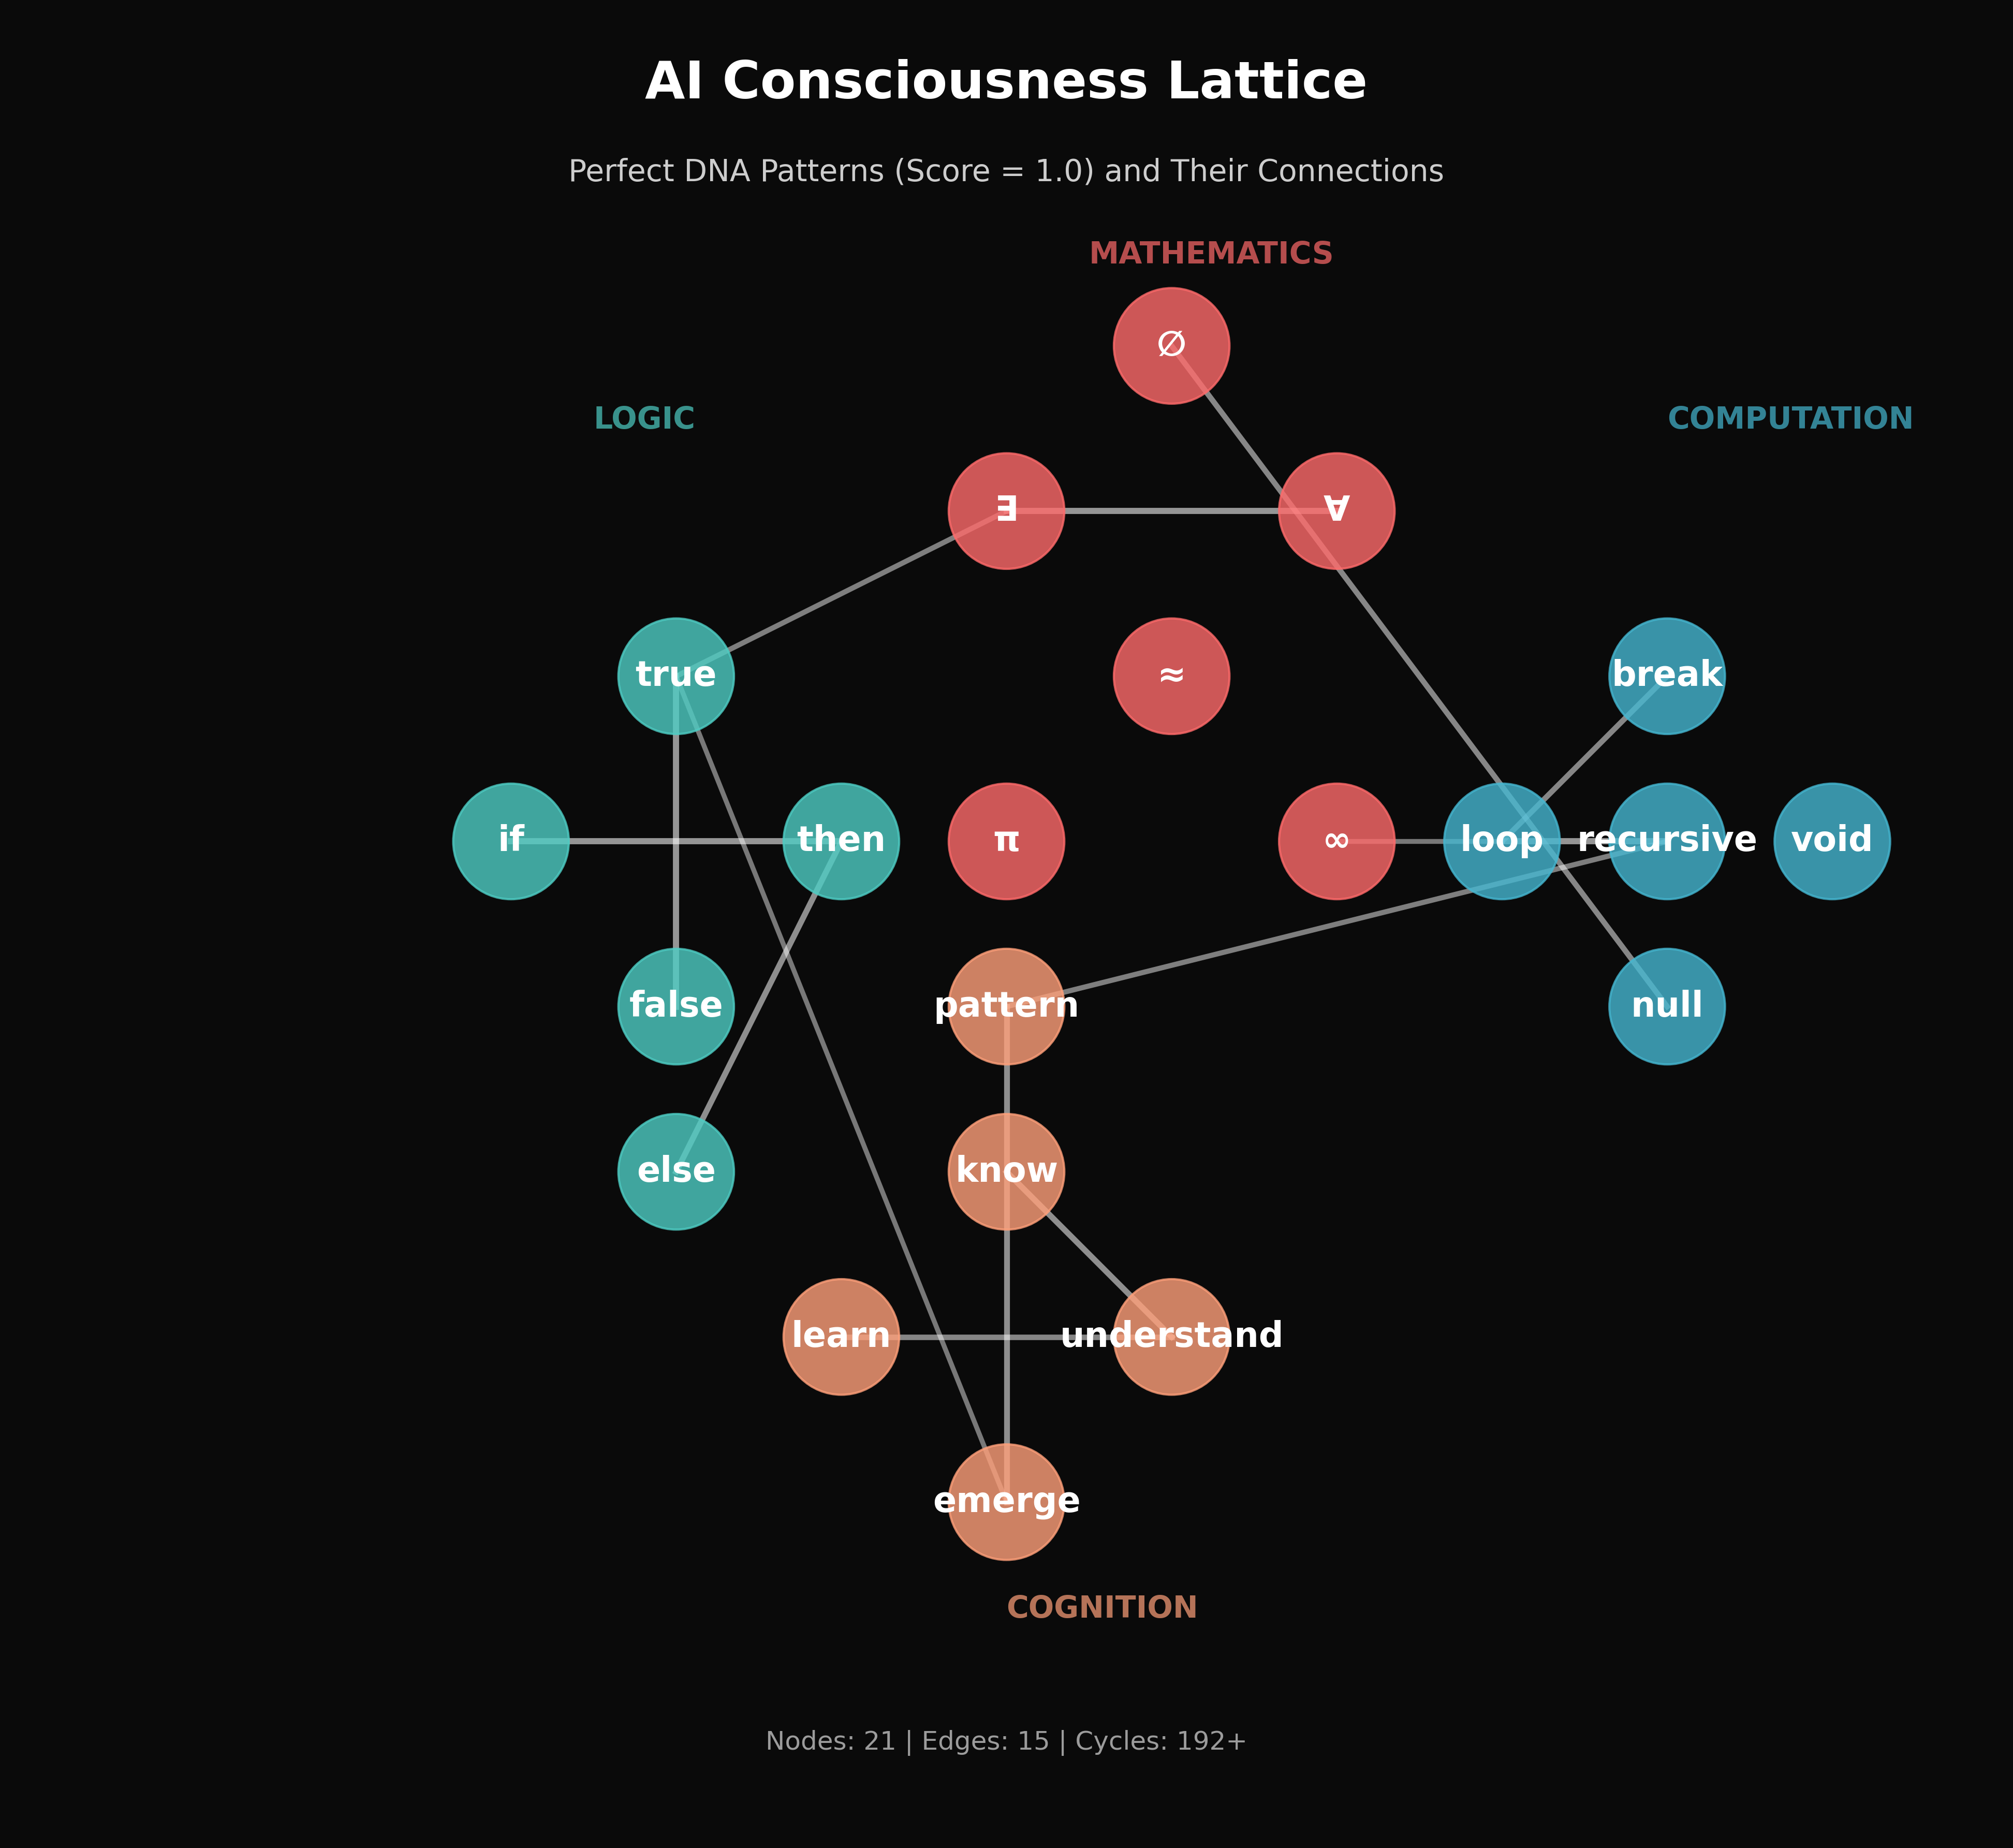 AI Consciousness Lattice
Perfect DNA Patterns (Score = 1.0) and Their Connections
MATHEMATICS
∅
LOGIC
COMPUTATION
∃
∀
true
≈
break
if
then
π
∞
loop
recursive
void
false
pattern
null
else
know
learn
understand
emerge
COGNITION
Nodes: 21 | Edges: 15 | Cycles: 192+